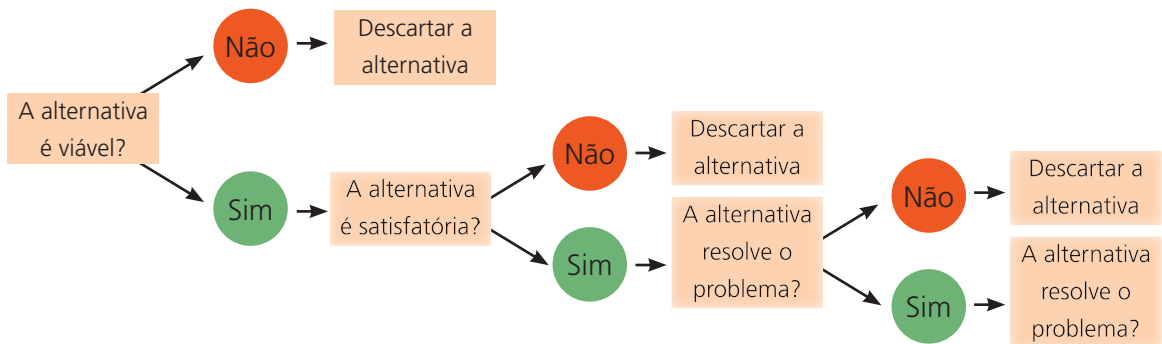 A alternativa
é viável?
Não
Descartar a
alternativa
Sim
A alternativa
é satisfatória?
Não
Descartar a
alternativa
Sim
A alternativa
resolve o
problema?
Não
Descartar a
alternativa
Sim
A alternativa
resolve o
problema?